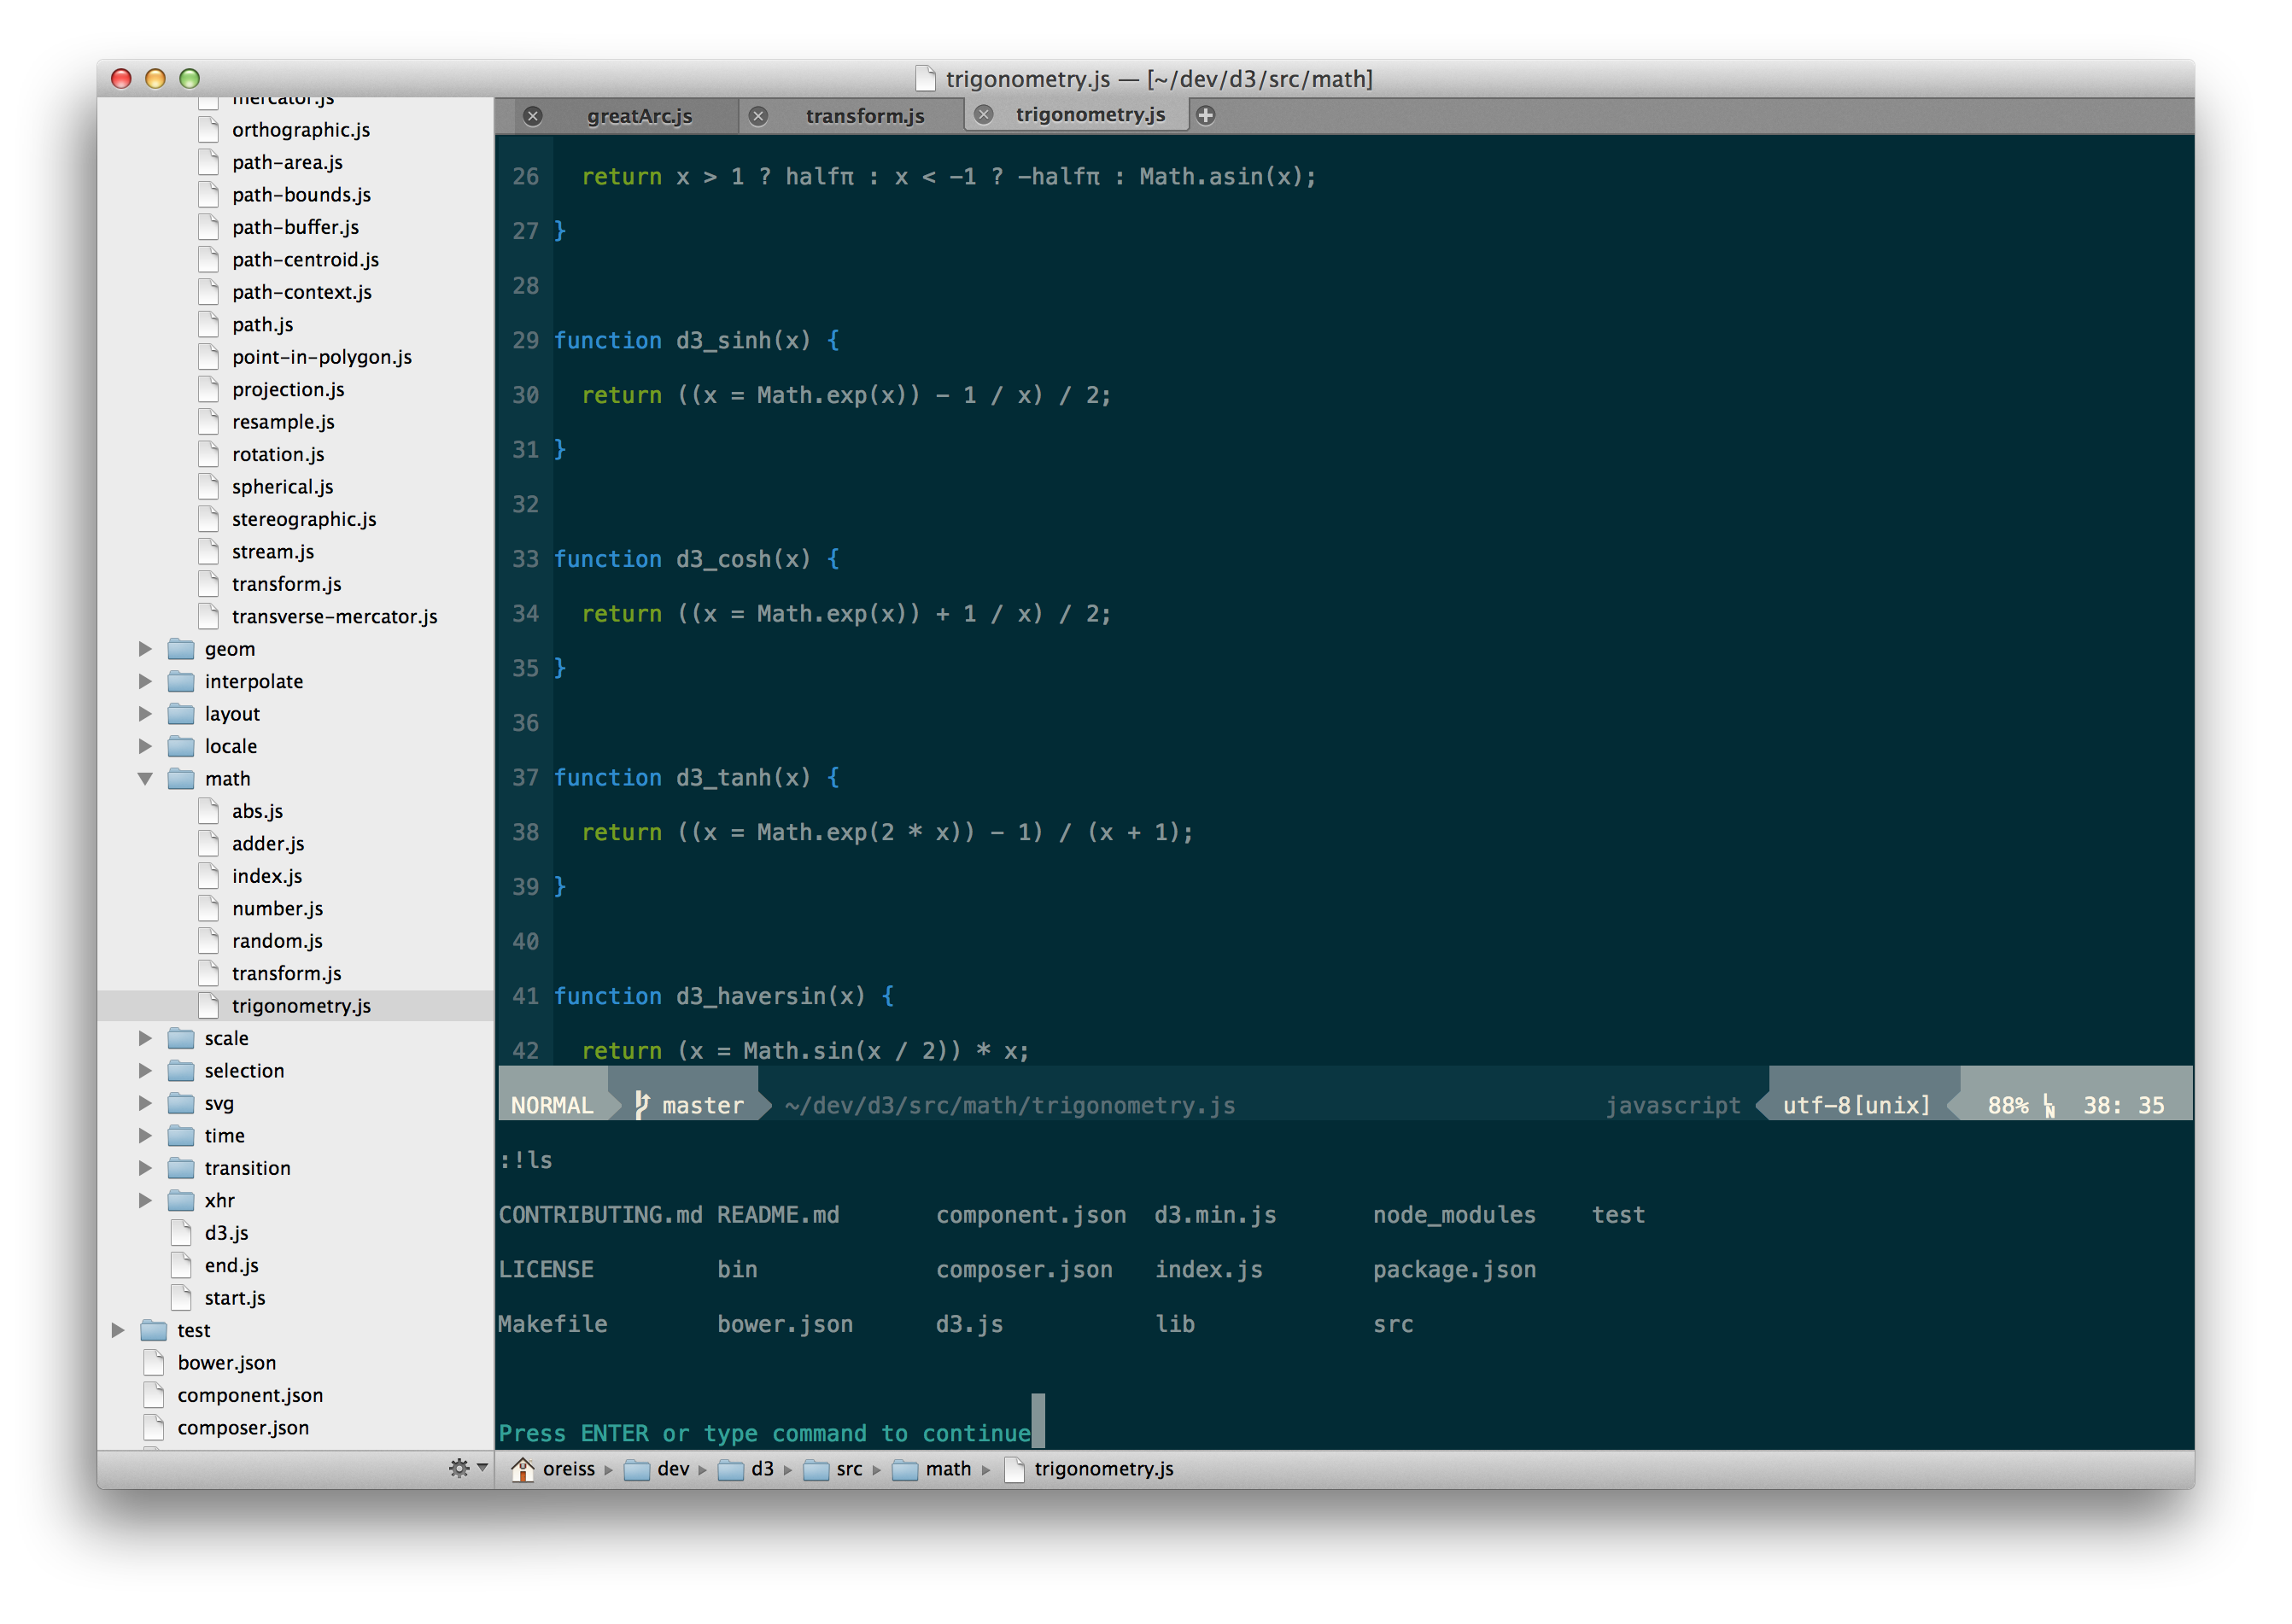 trigonometry.js — [~/dev/d3/src/math]
mercator.js
orthographic.js
path-area.js
path-bounds.js
path-buffer.js
path-centroid.js
path-context.js
path.js
point-in-polygon.js
projection.js
resample.js
rotation.js
spherical.js
stereographic.js
stream.js
transform.js
transverse-mercator.js
geom
interpolate
layout
locale
math
abs.js
adder.js
index.js
number.js
random.js
transform.js
trigonometry.js
scale
selection
svg
time
transition
xhr
d3.js
end.js
start.js
test
bower.json
component.json
composer.json
greatArc.js transform.js trigonometry.js
26 return x > 1 ? halfπ : x < -1 ? -halfπ : Math.asin(x);
27 }
28
29 function d3_sinh(x) {
30 return ((x = Math.exp(x)) - 1 / x) / 2;
31 }
32
33 function d3_cosh(x) {
34 return ((x = Math.exp(x)) + 1 / x) / 2;
35 }
36
37 function d3_tanh(x) {
38 return ((x = Math.exp(2 * x)) - 1) / (x + 1);
39 }
40
41 function d3_haversin(x) {
42 return (x = Math.sin(x / 2)) * x;
NORMAL master ~/dev/d3/src/math/trigonometry.js javascript utf-8[unix] 88% LN 38: 35
:!ls
CONTRIBUTING.md README.md component.json d3.min.js node_modules test
LICENSE bin composer.json index.js package.json
Makefile bower.json d3.js lib src
Press ENTER or type command to continue
oreiss dev d3 src math trigonometry.js